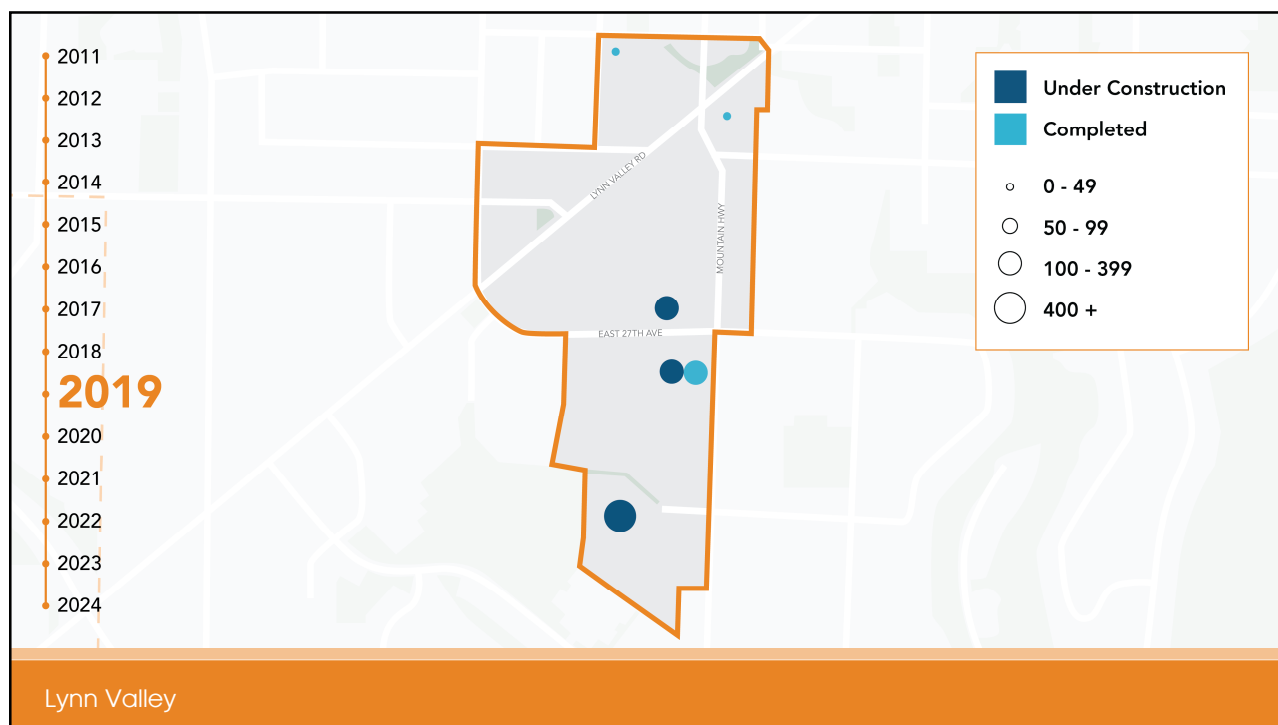 2011
2012
2013
2014
2015
2016
2017
2018
2019
2020
2021
2022
2023
2024
LYNN VALLEY RD
MOUNTAIN HWY
EAST 27TH AVE
Under Construction
Completed
0 - 49
50 - 99
100 - 399
400 +
Lynn Valley